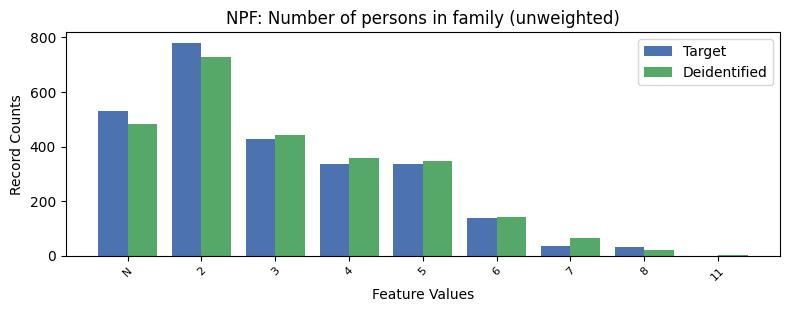 NPF: Number of persons in family (unweighted)
Target
Deidentified
Record Counts
800
600
400
200
0
N 2 3 4 5 6 7 8 11
Feature Values